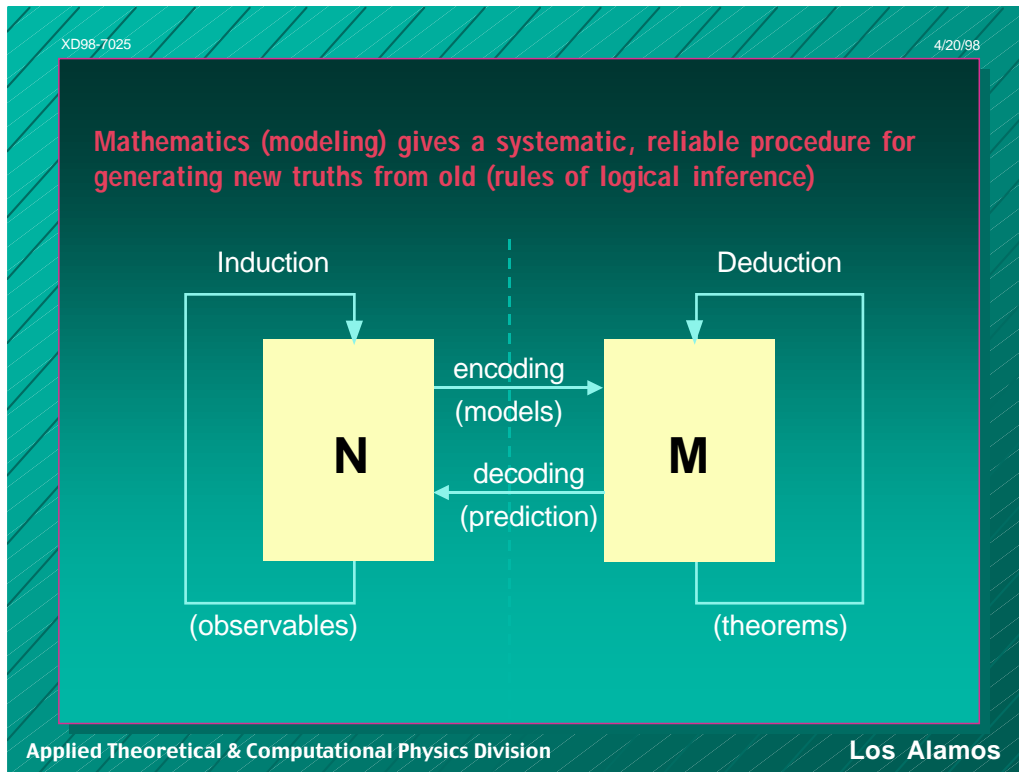 XD98-7025
4/20/98
Mathematics (modeling) gives a systematic, reliable procedure for
generating new truths from old (rules of logical inference)
Induction
Deduction
encoding
(models)
N
M
decoding
(prediction)
(observables)
(theorems)
Applied Theoretical & Computational Physics Division
Los Alamos